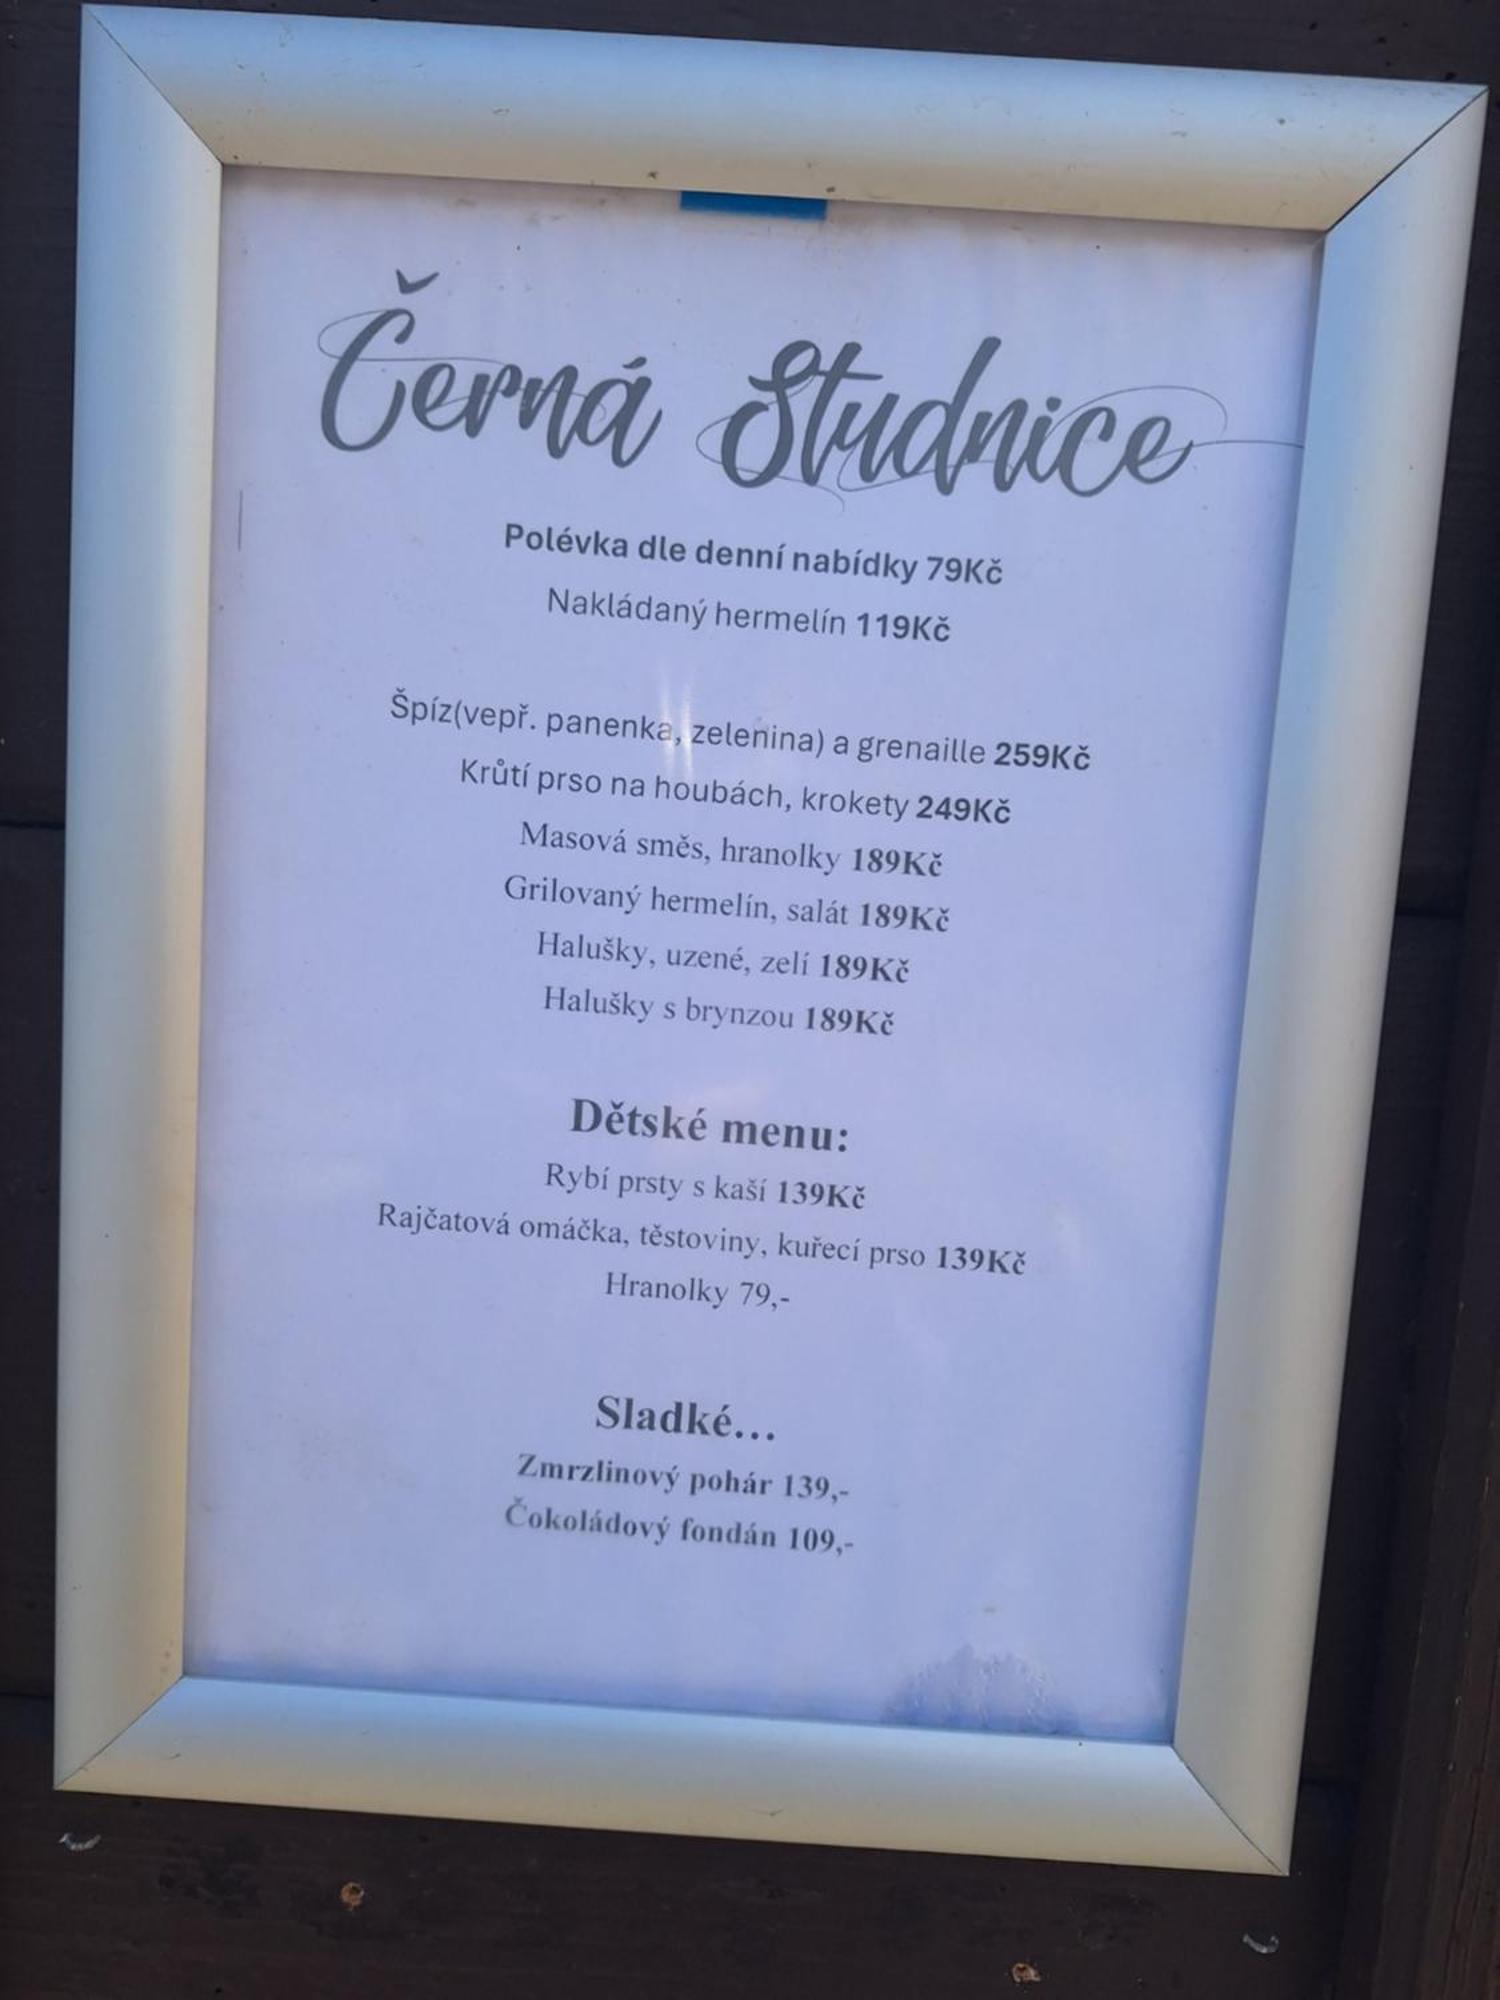 Černá Studnice
Polévka dle denní nabídky 79Kč
Nakládaný hermelín 119Kč
Špíz(vepř. panenka, zelenina) a grenaille 259Kč
Krůtí prso na houbách, krokety 249Kč
Masová směs, hranolky 189Kč
Grilovaný hermelín, salát 189Kč
Halušky, uzené, zelí 189Kč
Halušky s brynzou 189Kč
Dětské menu:
Rybí prsty s kaší 139Kč
Rajčatová omáčka, těstoviny, kuřecí prso 139Kč
Hranolky 79,-
Sladké...
Zmrzlinový pohár 139,-
Čokoládový fondán 109,-